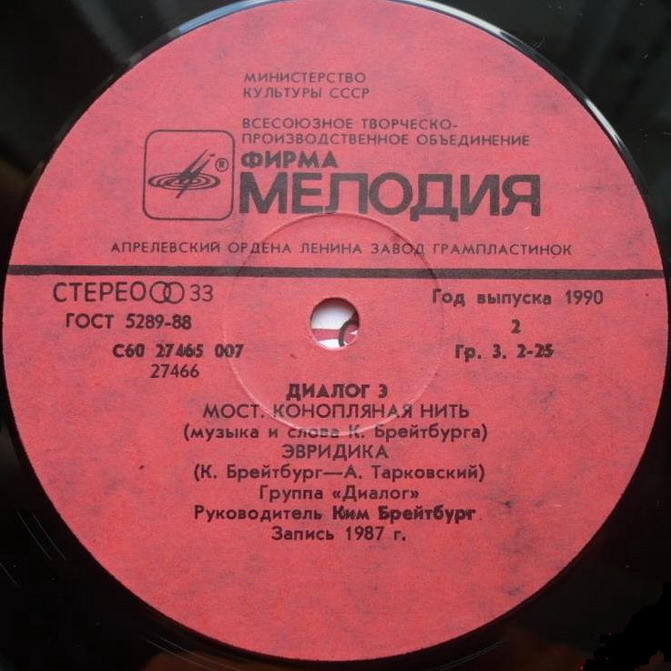 МИНИСТЕРСТВО
КУЛЬТУРЫ СССР
ВСЕСОЮЗНОЕ ТВОРЧЕСКО-
ПРОИЗВОДСТВЕННОЕ ОБЪЕДИНЕНИЕ
®
ФИРМА
МЕЛОДИЯ
АПРЕЛЕВСКИЙ ОРДЕНА ЛЕНИНА ЗАВОД ГРАМПЛАСТИНОК
СТЕРЕО 33
Год выпуска 1990
ГОСТ 5289-88
2
С60 27465 007
Гр. 3. 2-25
27466
ДИАЛОГ 3
МОСТ. КОНОПЛЯНАЯ НИТЬ
(музыка и слова К. Брейтбурга)
ЭВРИДИКА
(К. Брейтбург—А. Тарковский)
Группа «Диалог»
Руководитель Ким Брейтбург
Запись 1987 г.